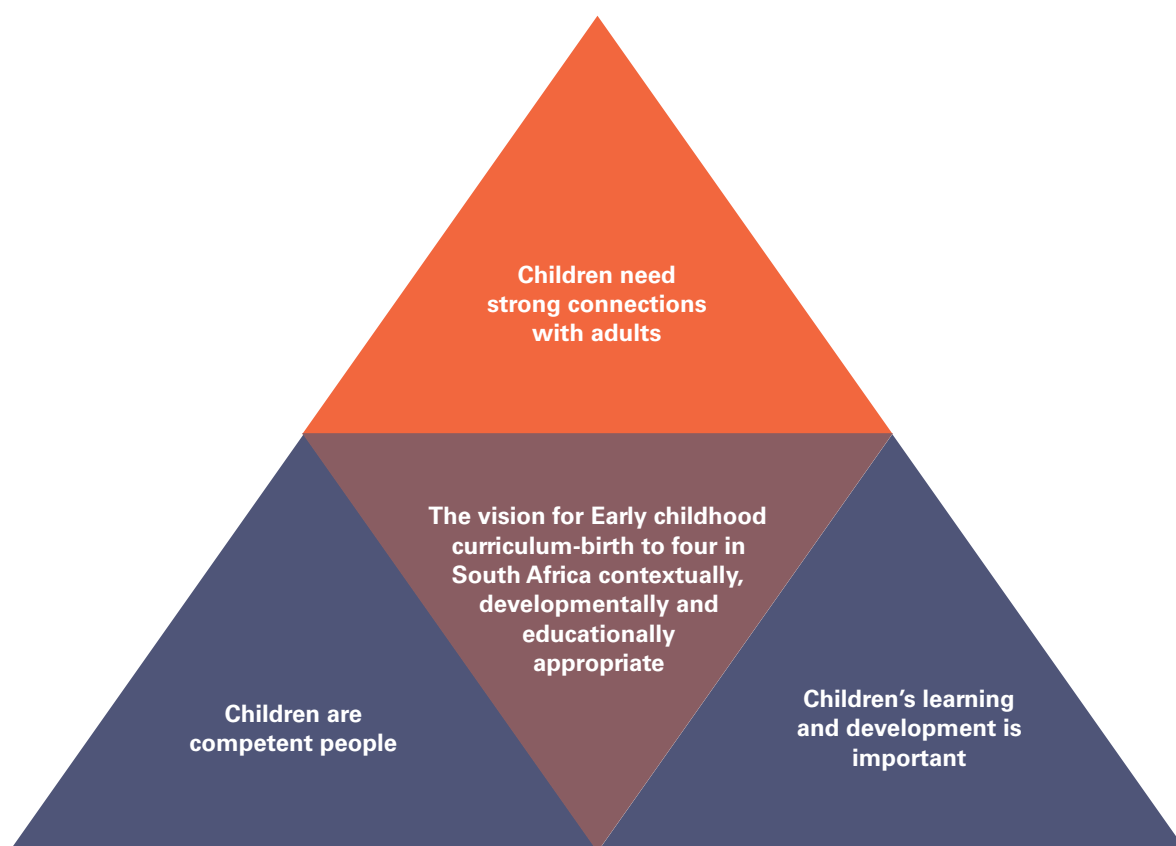 Children need
strong connections
with adults
The vision for Early childhood
curriculum-birth to four in
South Africa contextually,
developmentally and
educationally
appropriate
Children are
competent people
Children’s learning
and development is
important